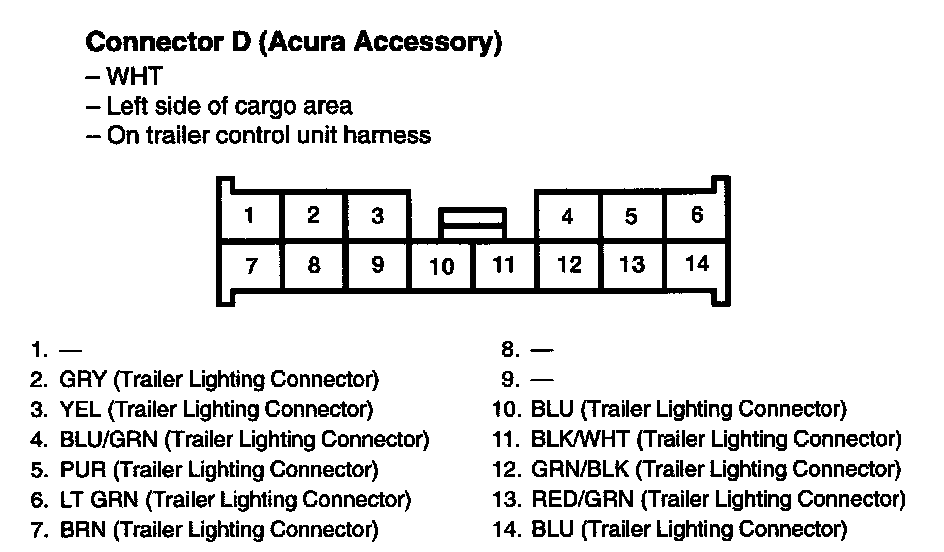 Connector D (Acura Accessory)
– WHT
– Left side of cargo area
– On trailer control unit harness
1 2 3 4 5 6
7 8 9 10 11 12 13 14
1. —
2. GRY (Trailer Lighting Connector)
3. YEL (Trailer Lighting Connector)
4. BLU/GRN (Trailer Lighting Connector)
5. PUR (Trailer Lighting Connector)
6. LT GRN (Trailer Lighting Connector)
7. BRN (Trailer Lighting Connector)
8. —
9. —
10. BLU (Trailer Lighting Connector)
11. BLK/WHT (Trailer Lighting Connector)
12. GRN/BLK (Trailer Lighting Connector)
13. RED/GRN (Trailer Lighting Connector)
14. BLU (Trailer Lighting Connector)